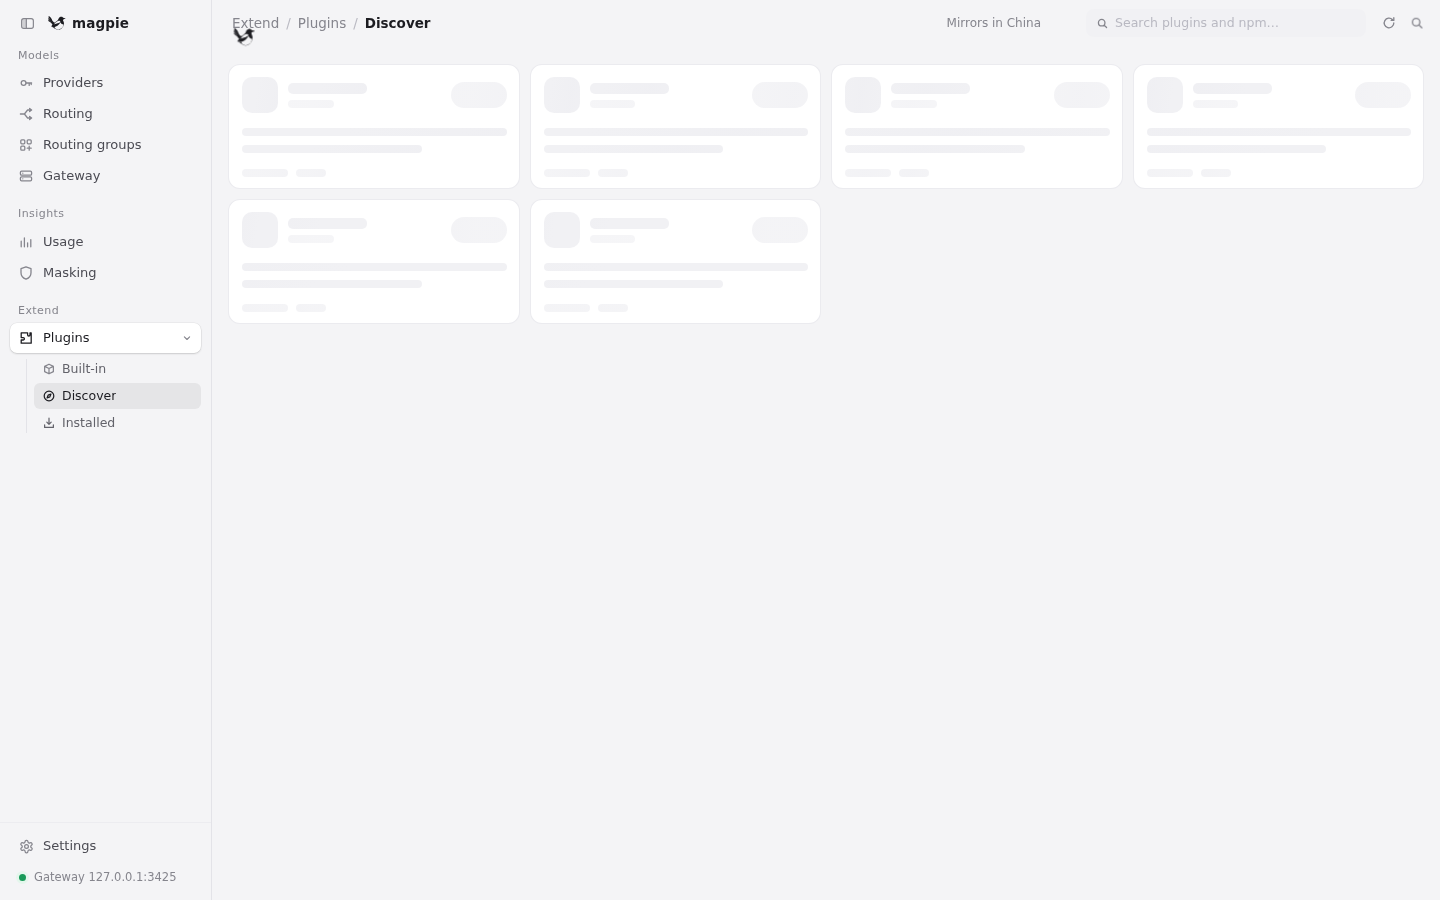 magpie
Models
Providers
Routing
Routing groups
Gateway
Insights
Usage
Masking
Extend
Plugins
Built-in
Discover
Installed
Settings
Gateway 127.0.0.1:3425
Extend / Plugins / Discover
Mirrors in China
Search plugins and npm...